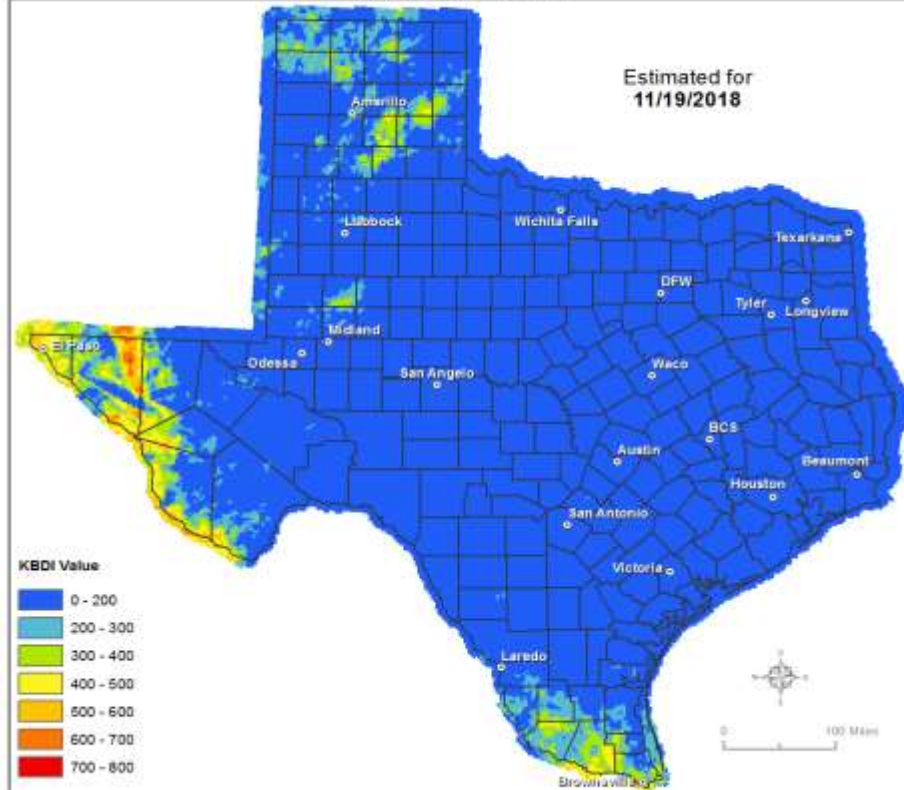 Estimated for
11/19/2018
Amarillo
Lubbock
Wichita Falls
Texarkana
DFW
Tyler
Longview
Midland
El Paso
Odessa
San Angelo
Waco
BCS
Austin
Beaumont
Houston
San Antonio
Victoria
Laredo
Brownsville
KBDI Value
0 - 200
200 - 300
300 - 400
400 - 500
500 - 600
600 - 700
700 - 800
0 100 Miles